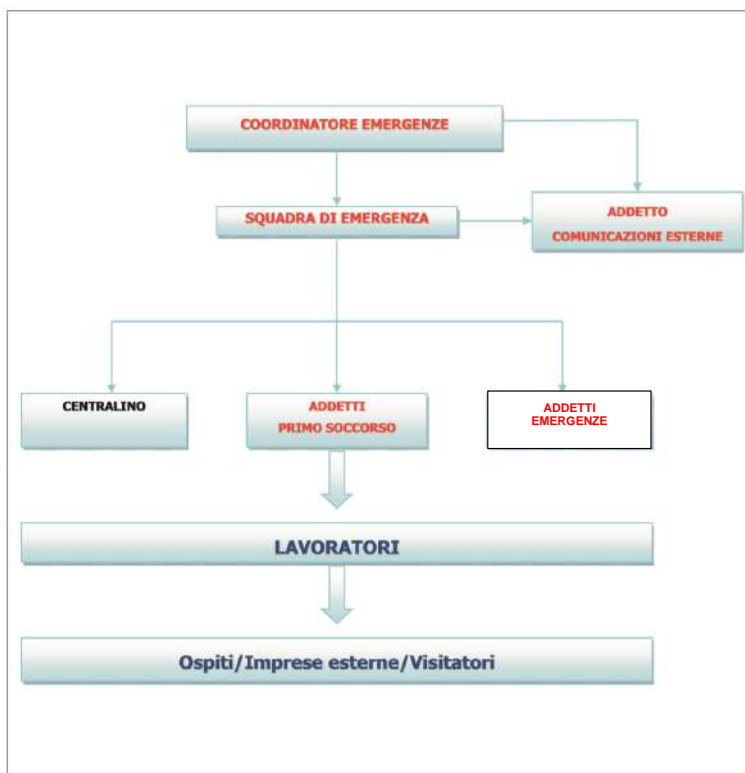 COORDINATORE EMERGENZE
SQUADRA DI EMERGENZA
ADDETTO
COMUNICAZIONI ESTERNE
CENTRALINO
ADDETTI
PRIMO SOCCORSO
ADDETTI
EMERGENZE
LAVORATORI
Ospiti/Imprese esterne/Visitatori